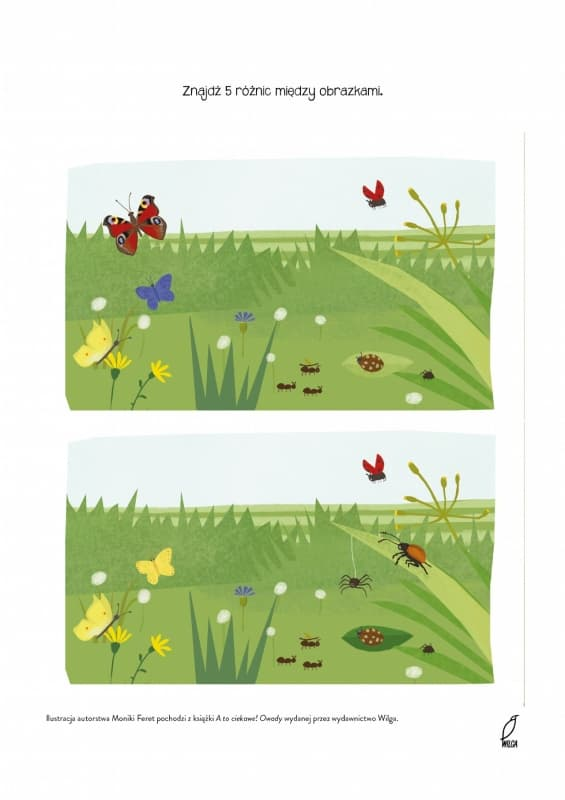 Znajdź 5 różnic między obrazkami.
Ilustracja autorstwa Moniki Feret pochodzi z książki A to ciekawe! Owady wydanej przez wydawnictwo Wilga.
WILGA